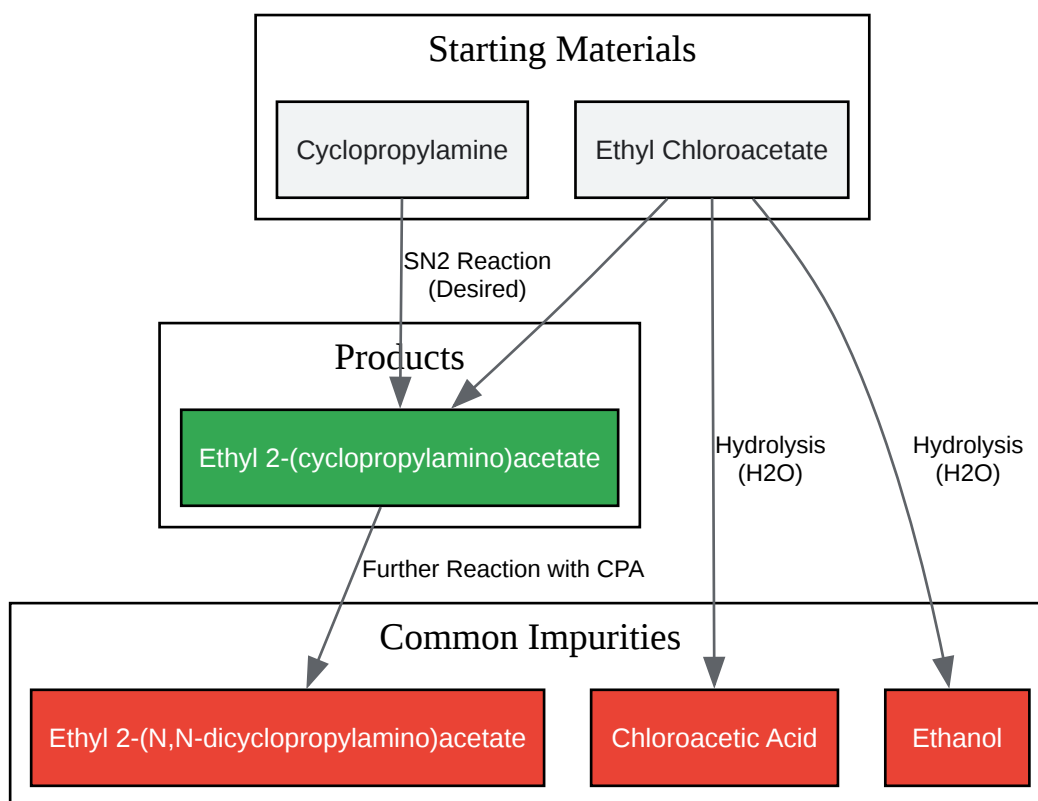 Starting Materials
Cyclopropylamine
Ethyl Chloroacetate
SN2 Reaction
(Desired)
Products
Ethyl 2-(cyclopropylamino)acetate
Hydrolysis
(H2O)
Hydrolysis
(H2O)
Further Reaction with CPA
Common Impurities
Ethyl 2-(N,N-dicyclopropylamino)acetate
Chloroacetic Acid
Ethanol